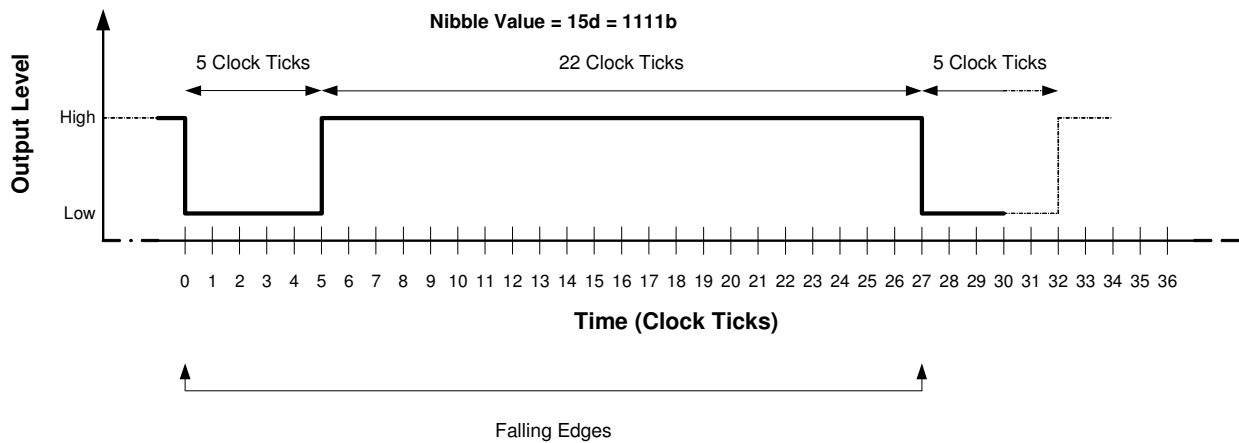 Nibble Value = 15d = 1111b
5 Clock Ticks 22 Clock Ticks 5 Clock Ticks
Output Level
High
Low
0 1 2 3 4 5 6 7 8 9 10 11 12 13 14 15 16 17 18 19 20 21 22 23 24 25 26 27 28 29 30 31 32 33 34 35 36
Time (Clock Ticks)
Falling Edges